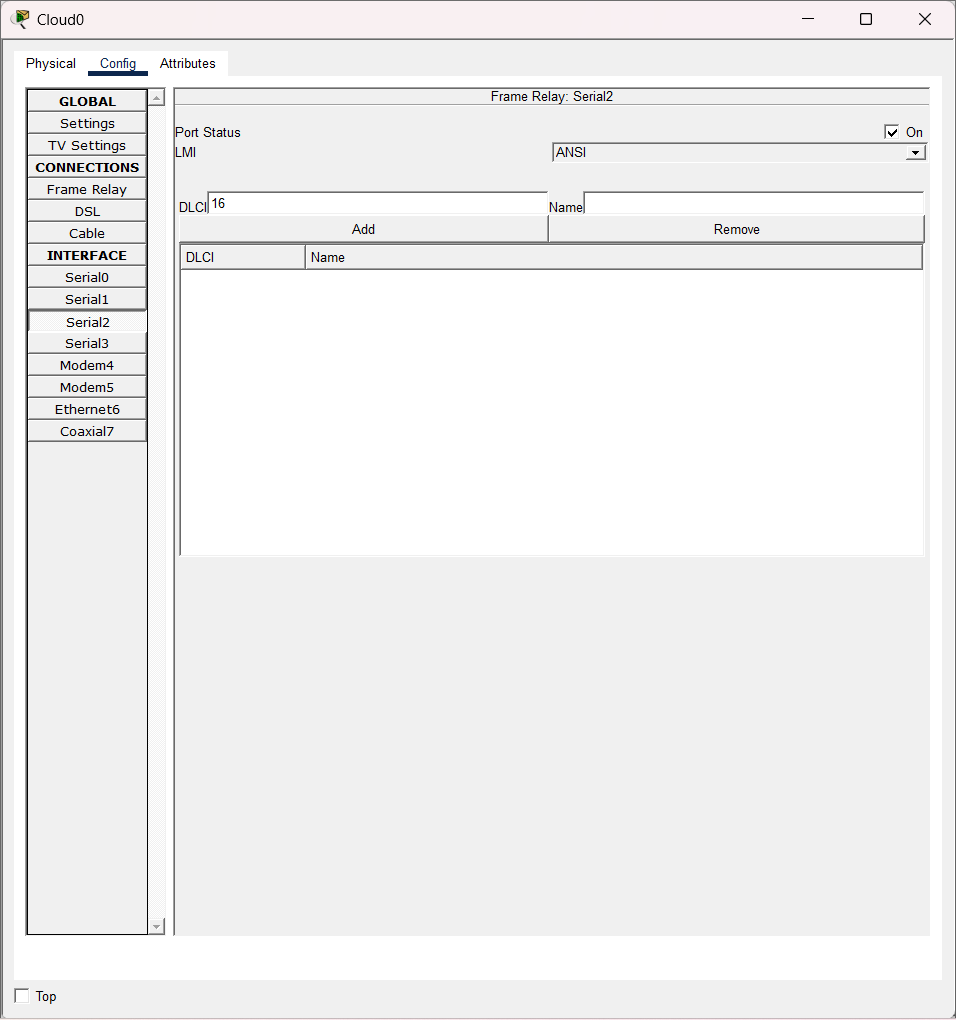 Cloud0
Physical Config Attributes
GLOBAL
Settings
TV Settings
CONNECTIONS
Frame Relay
DSL
Cable
INTERFACE
Serial0
Serial1
Serial2
Serial3
Modem4
Modem5
Ethernet6
Coaxial7
Frame Relay: Serial2
Port Status On
LMI ANSI
DLCI 16 Name
Add Remove
DLCI Name
Top